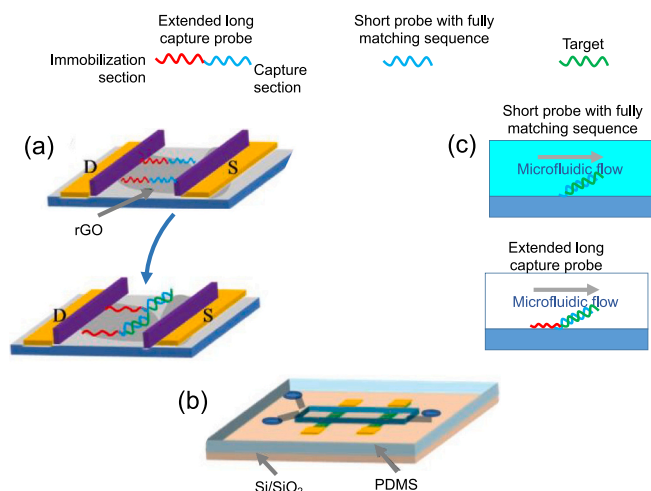 Extended long
capture probe
Immobilization
section
Capture
section
Short probe with fully
matching sequence
Target
(a)
D
S
rGO
D
S
(c)
Short probe with fully
matching sequence
Microfluidic flow
Extended long
capture probe
Microfluidic flow
(b)
Si/SiO2
PDMS